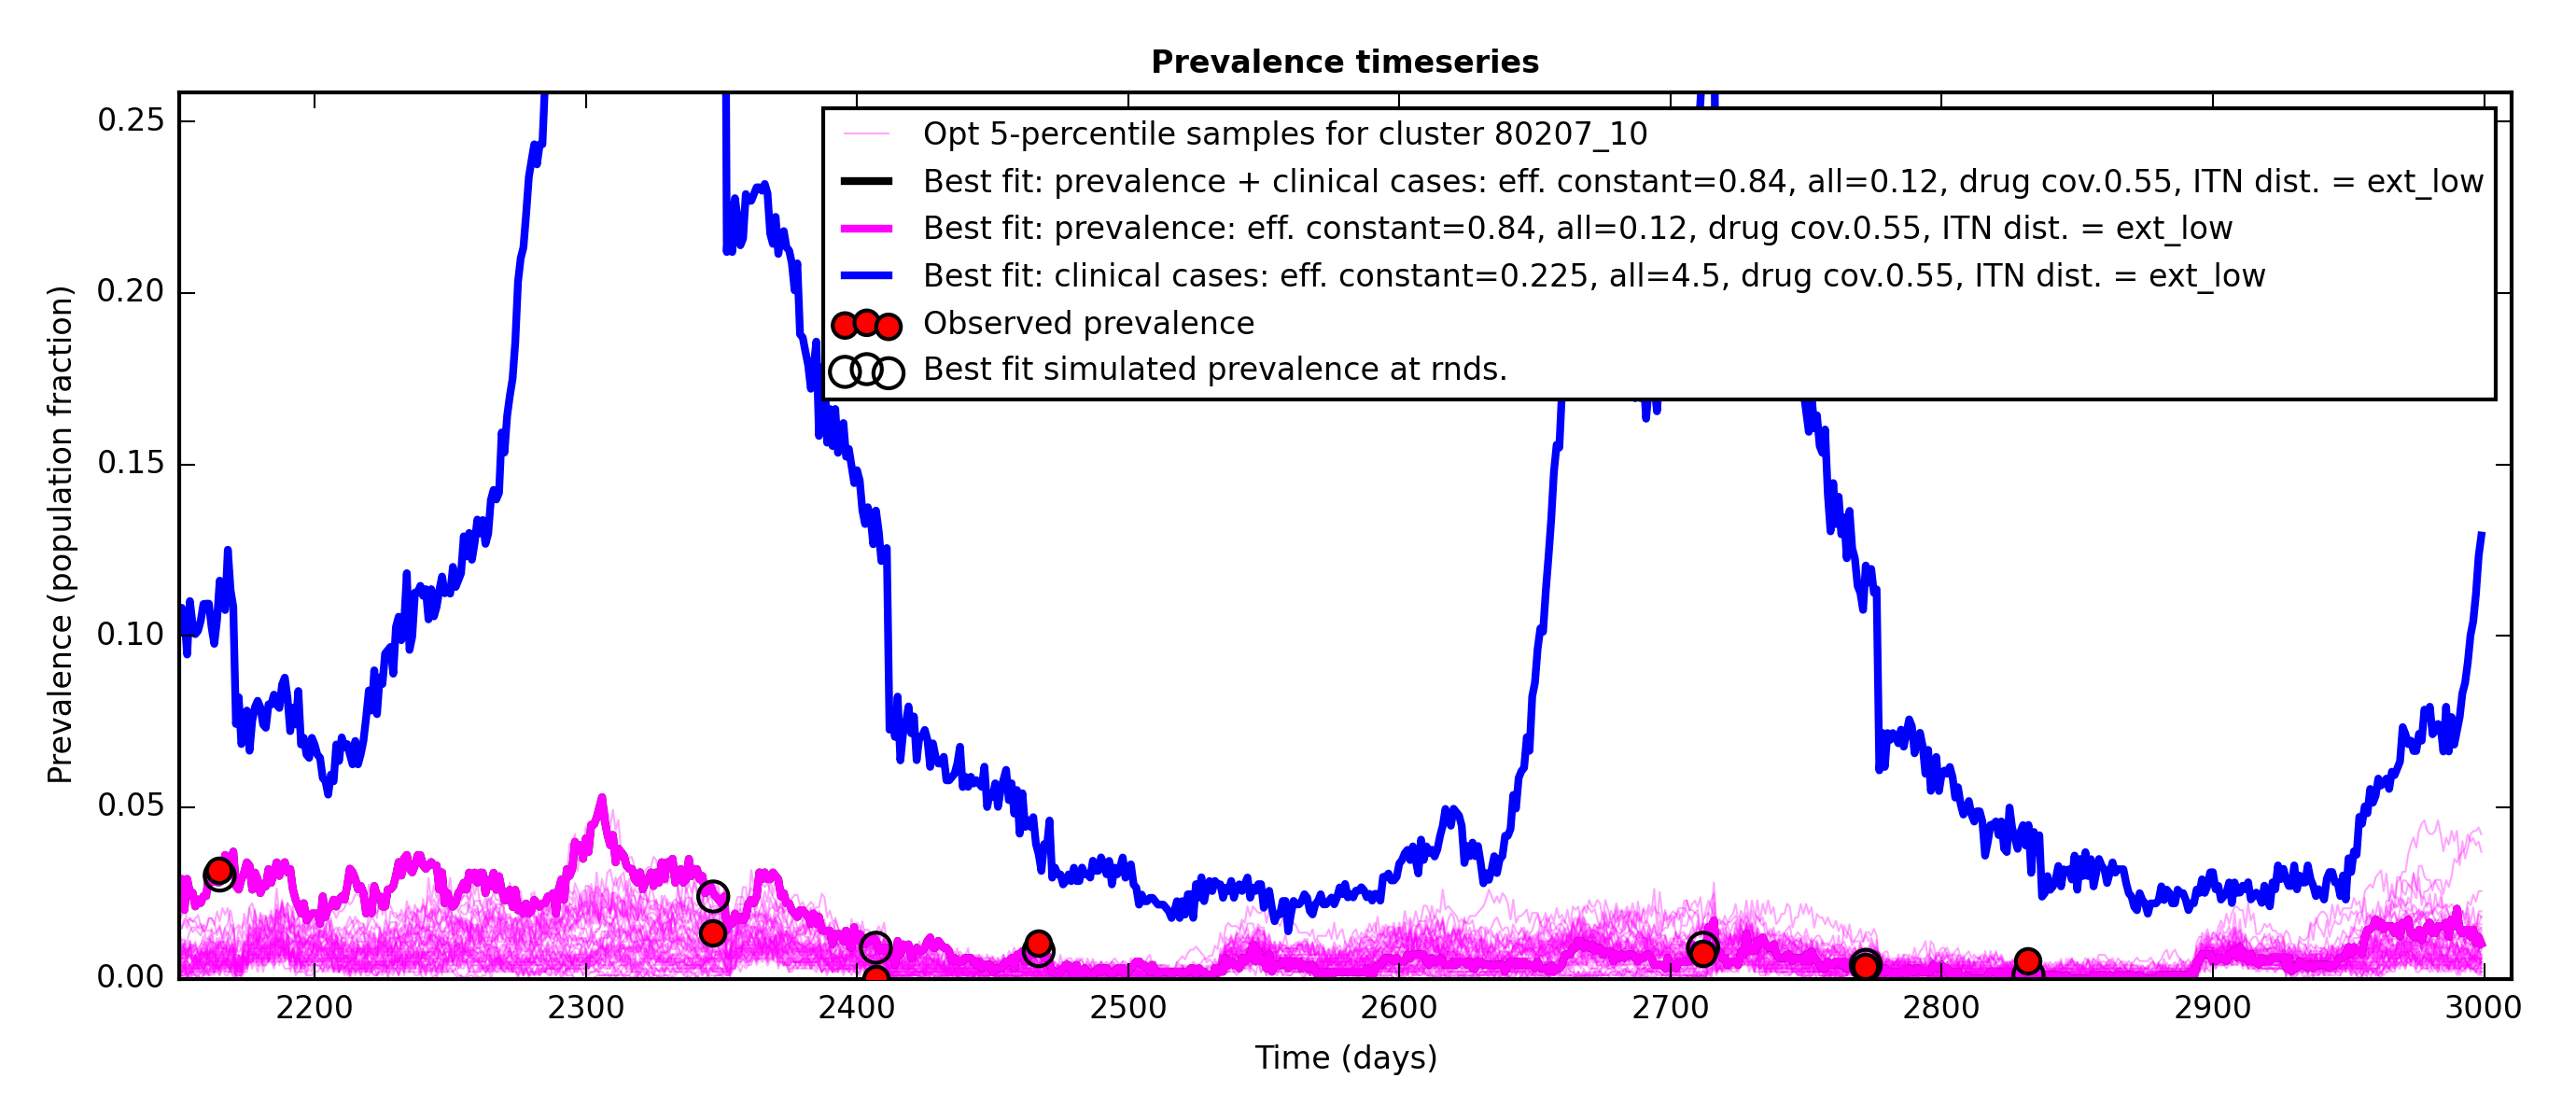 Prevalence timeseries
Opt 5-percentile samples for cluster 80207_10
Best fit: prevalence + clinical cases: eff. constant=0.84, all=0.12, drug cov.0.55, ITN dist. = ext_low
Best fit: prevalence: eff. constant=0.84, all=0.12, drug cov.0.55, ITN dist. = ext_low
Best fit: clinical cases: eff. constant=0.225, all=4.5, drug cov.0.55, ITN dist. = ext_low
Observed prevalence
Best fit simulated prevalence at rnds.
Prevalence (population fraction)
0.25
0.20
0.15
0.10
0.05
0.00
2200 2300 2400 2500 2600 2700 2800 2900 3000
Time (days)